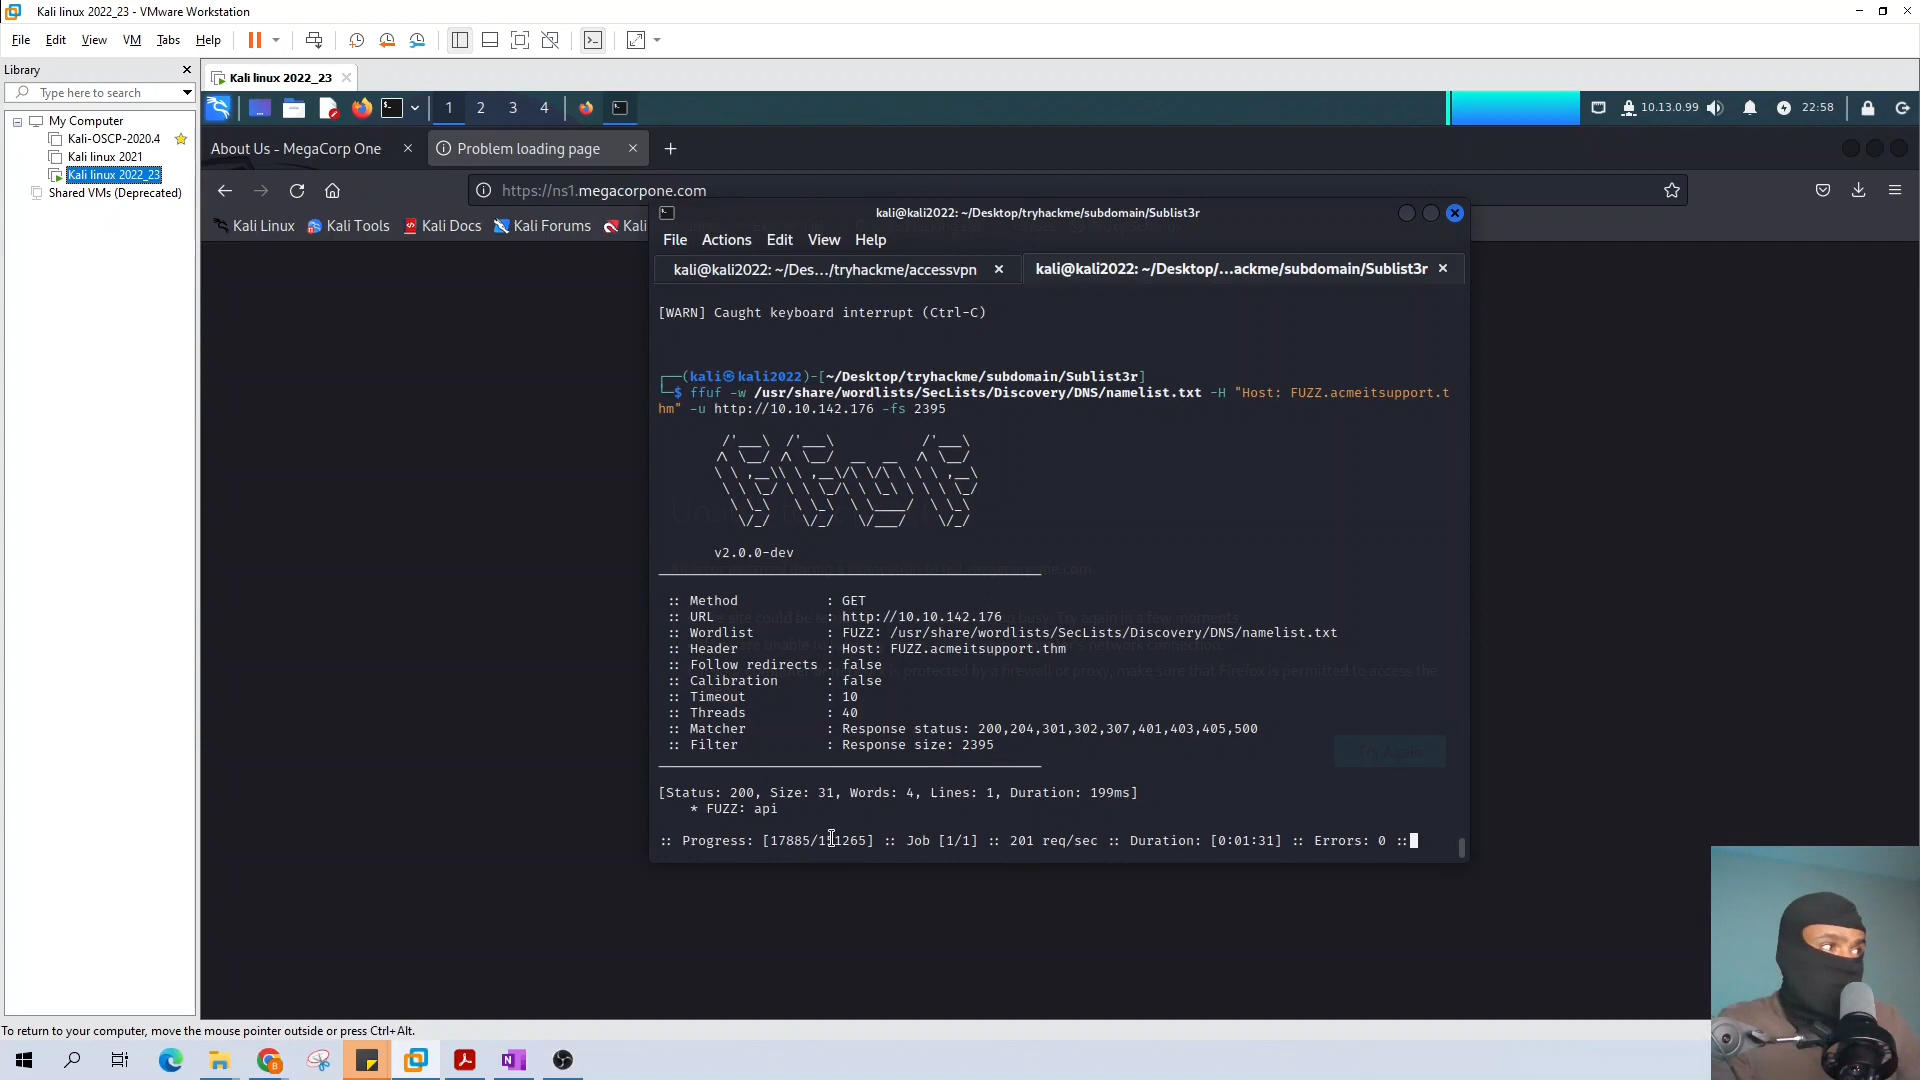 Kali linux 2022_23 - VMware Workstation
File Edit View VM Tabs Help
Library
Type here to search
My Computer
Kali-OSCP-2020.4
Kali linux 2021
Kali linux 2022_23
Shared VMs (Deprecated)
Kali linux 2022_23
1 2 3 4
10.13.0.99 22:58
About Us - MegaCorp One
Problem loading page
https://ns1.megacorpone.com
Kali Linux Kali Tools Kali Docs Kali Forums Kali
kali@kali2022: ~/Desktop/tryhackme/subdomain/Sublist3r
File Actions Edit View Help
kali@kali2022: ~/Des.../tryhackme/accessvpn
kali@kali2022: ~/Desktop/...ackme/subdomain/Sublist3r
[WARN] Caught keyboard interrupt (Ctrl-C)
┌──(kali㉿kali2022)-[~/Desktop/tryhackme/subdomain/Sublist3r]
└─$ ffuf -w /usr/share/wordlists/SecLists/Discovery/DNS/namelist.txt -H "Host: FUZZ.acmeitsupport.t
hm" -u http://10.10.142.176 -fs 2395
v2.0.0-dev
:: Method : GET
:: URL : http://10.10.142.176
:: Wordlist : FUZZ: /usr/share/wordlists/SecLists/Discovery/DNS/namelist.txt
:: Header : Host: FUZZ.acmeitsupport.thm
:: Follow redirects : false
:: Calibration : false
:: Timeout : 10
:: Threads : 40
:: Matcher : Response status: 200,204,301,302,307,401,403,405,500
:: Filter : Response size: 2395
Try Again
[Status: 200, Size: 31, Words: 4, Lines: 1, Duration: 199ms]
* FUZZ: api
:: Progress: [17885/151265] :: Job [1/1] :: 201 req/sec :: Duration: [0:01:31] :: Errors: 0 ::
To return to your computer, move the mouse pointer outside or press Ctrl+Alt.